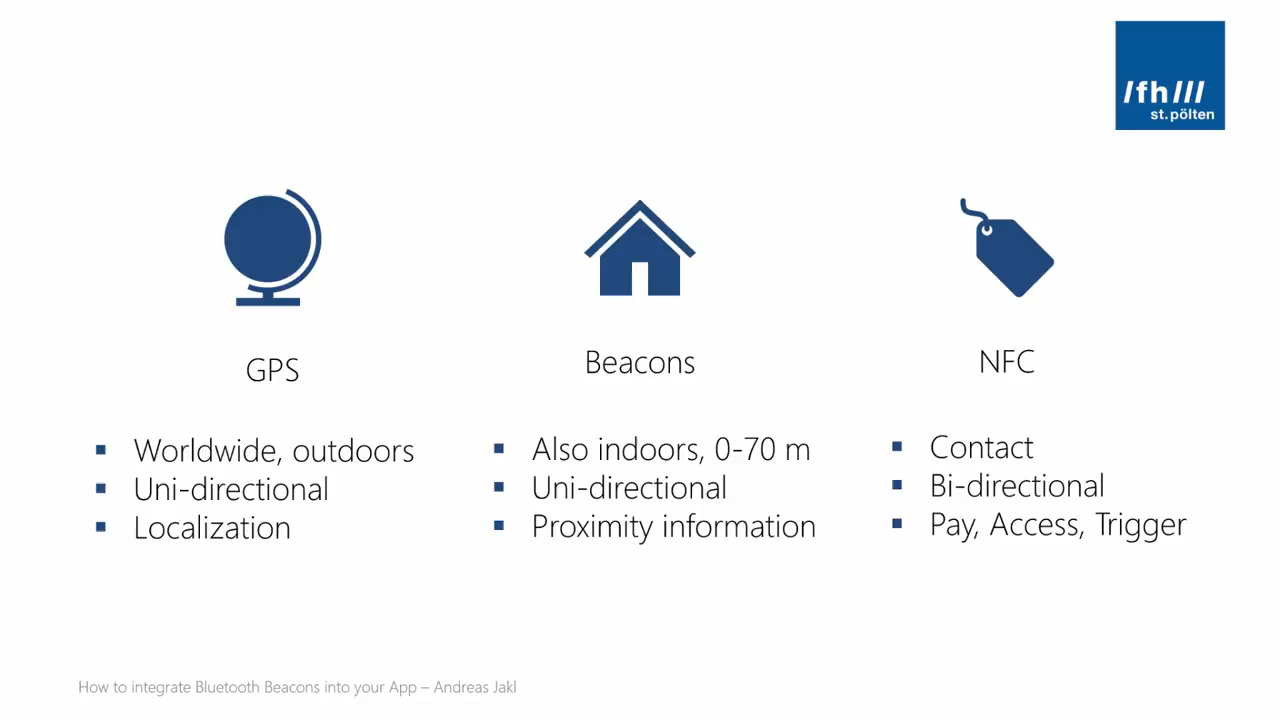 /fh///
st.pölten
GPS
Worldwide, outdoors
Uni-directional
Localization
Beacons
Also indoors, 0-70 m
Uni-directional
Proximity information
NFC
Contact
Bi-directional
Pay, Access, Trigger
How to integrate Bluetooth Beacons into your App – Andreas Jakl